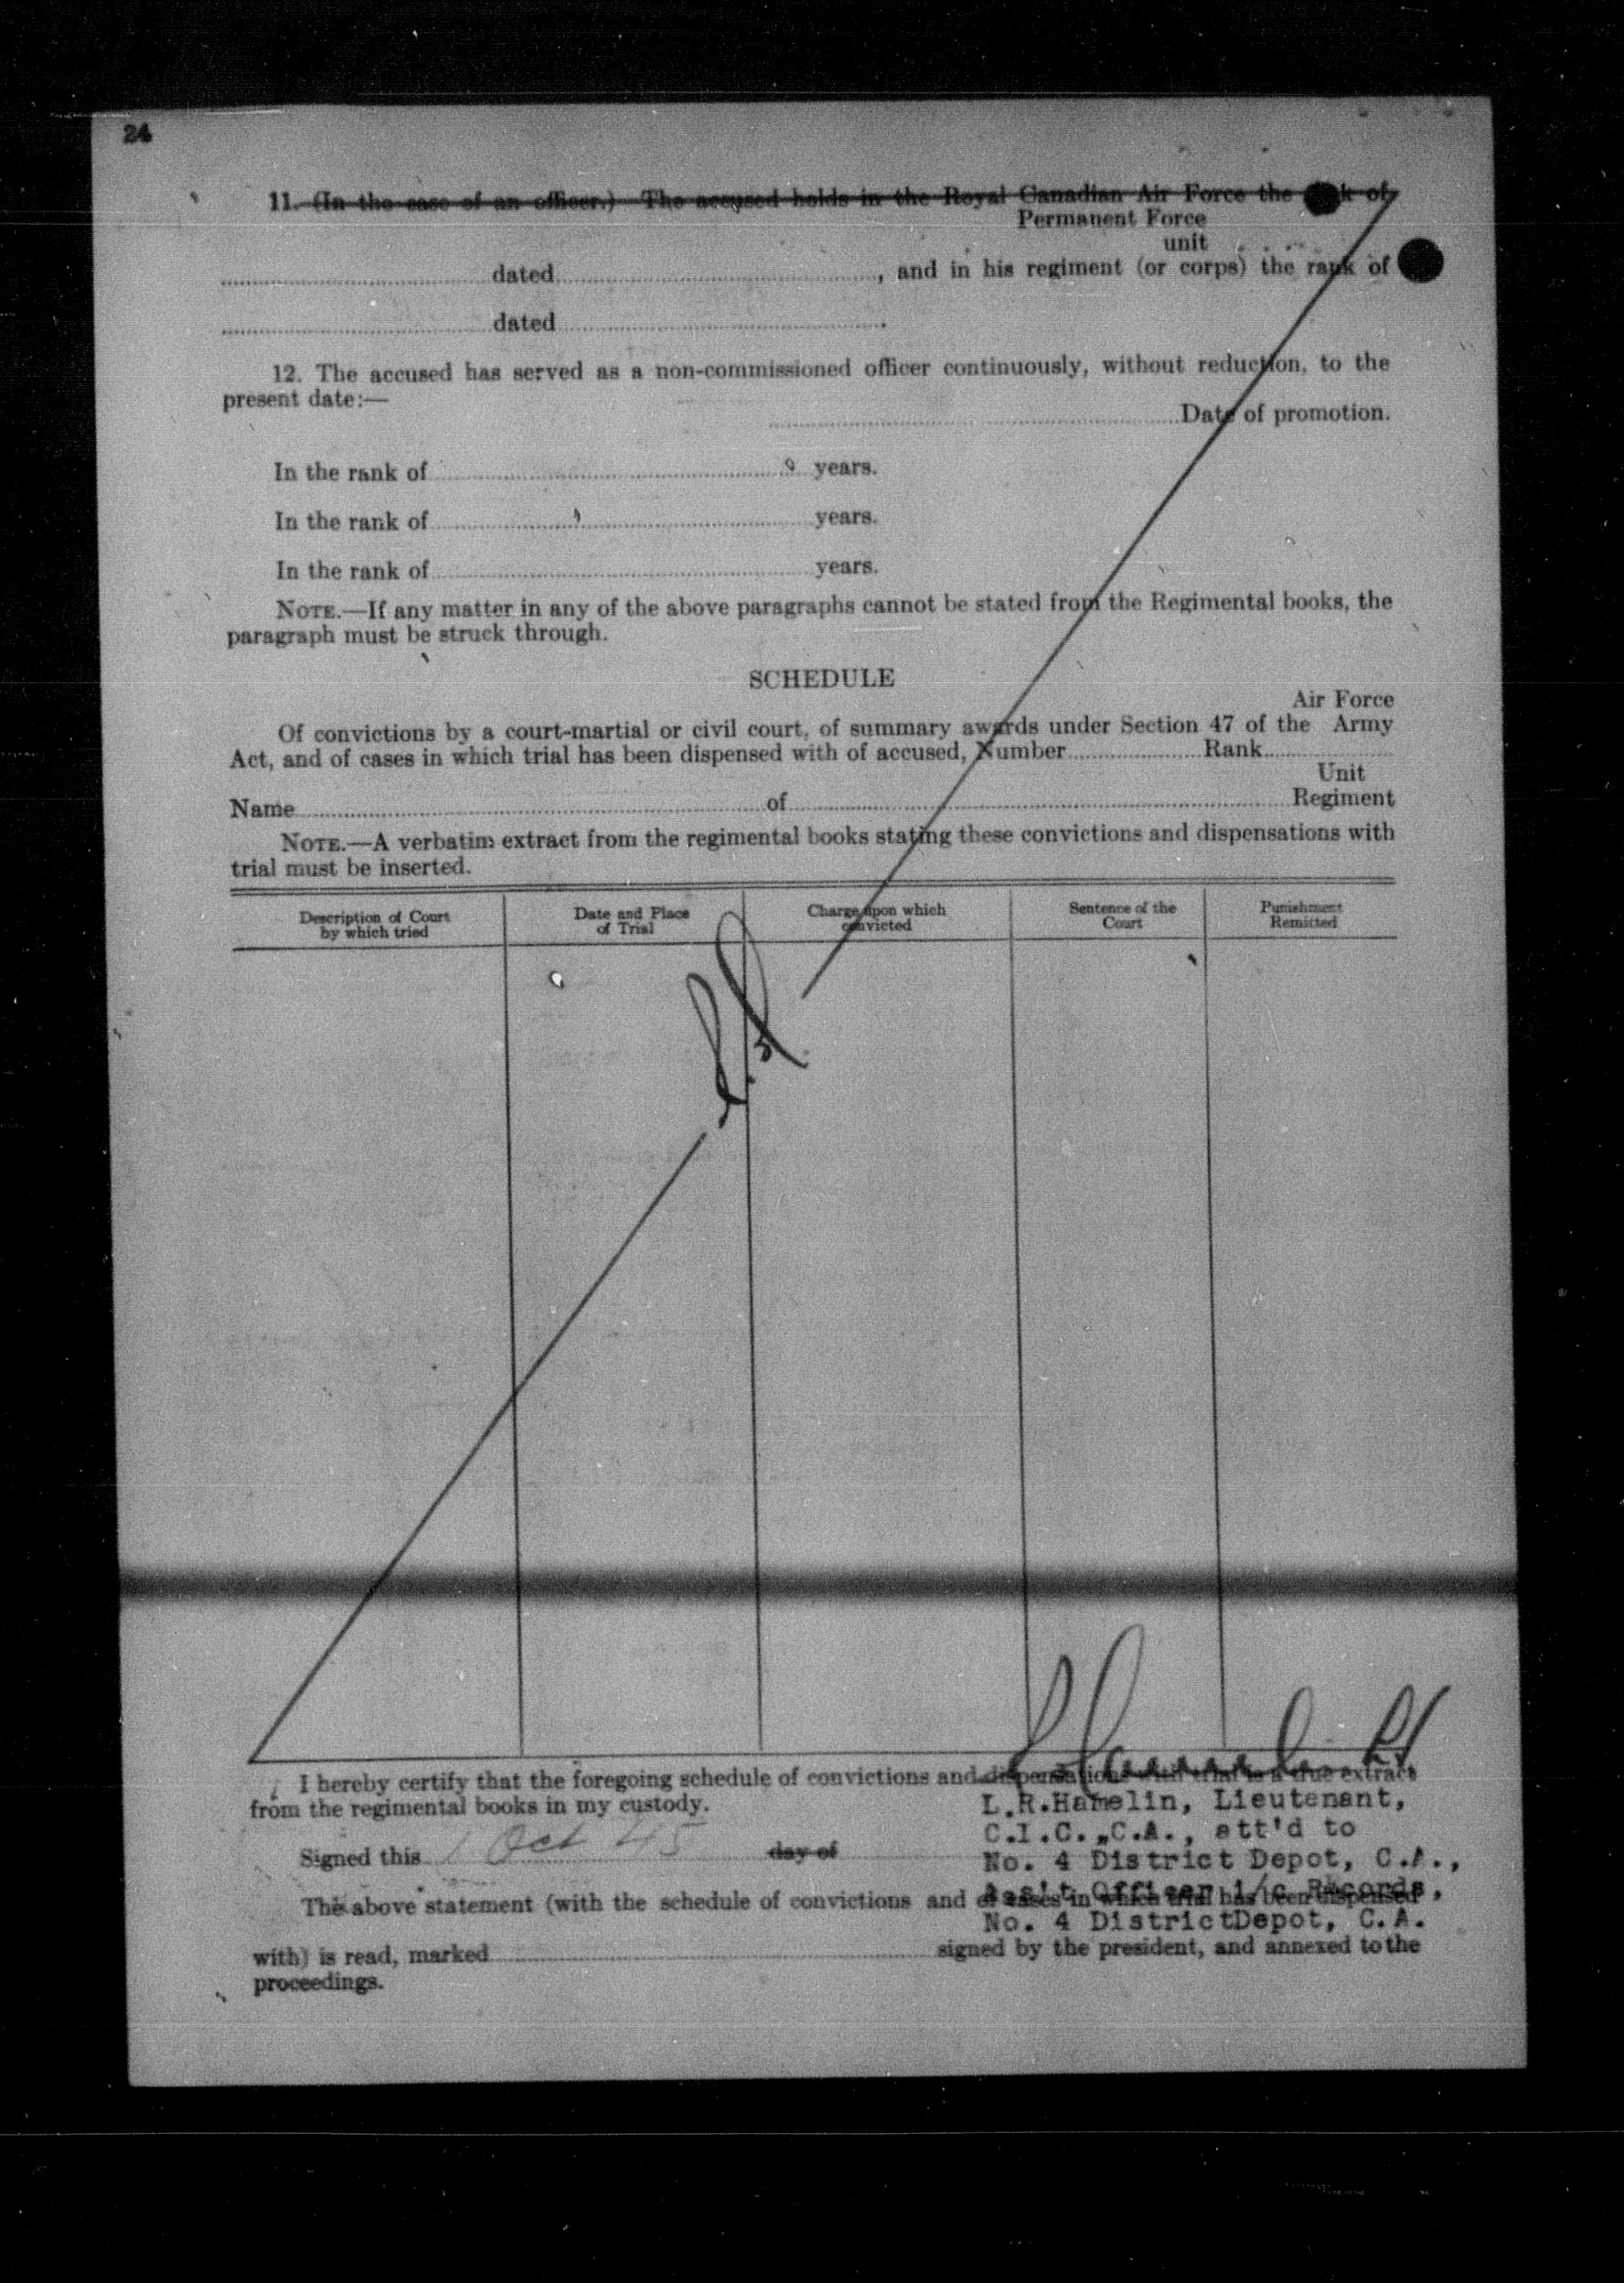 24
11. (In the case of an officer.) The accused holds in the Royal Canadian Air Force the of
Permanent Force
unit
dated , and in his regiment (or corps) the rank of
dated .
12. The accused has served as a non-commissioned officer continuously, without reduction, to the
present date:—
Date of promotion.
In the rank of years.
In the rank of years.
In the rank of years.
NOTE.—If any matter in any of the above paragraphs cannot be stated from the Regimental books, the
paragraph must be struck through.
SCHEDULE
Air Force
Of convictions by a court-martial or civil court, of summary awards under Section 47 of the Army
Act, and of cases in which trial has been dispensed with of accused, Number Rank
Unit
Name of Regiment
NOTE.—A verbatim extract from the regimental books stating these convictions and dispensations with
trial must be inserted.
Description of Court
by which tried
Date and Place
of Trial
Charge upon which
convicted
Sentence of the
Court
Punishment
Remitted
I hereby certify that the foregoing schedule of convictions and dispensations with trial is a true extract
from the regimental books in my custody.
L.R.Hamelin, Lieutenant,
C.I.C.,C.A., att'd to
Signed this 1 Oct 45 day of
No. 4 District Depot, C.A.,
Ass't Officer i/c Records,
The above statement (with the schedule of convictions and of cases in which trial has been dispensed
No. 4 DistrictDepot, C.A.
with) is read, marked signed by the president, and annexed to the
proceedings.